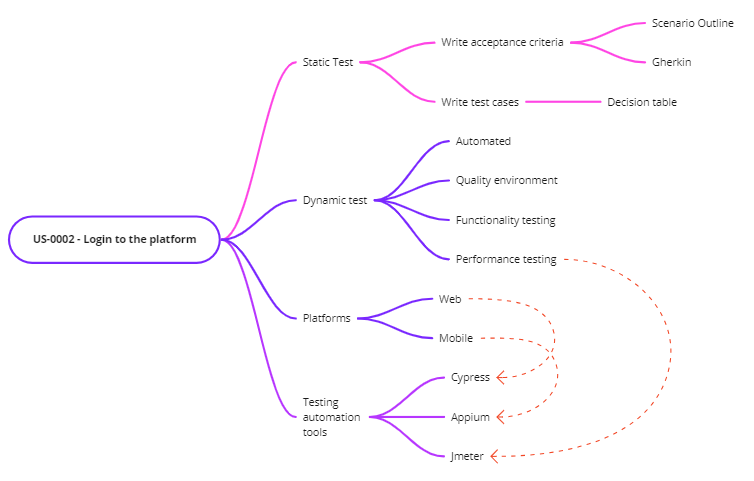 US-0002 - Login to the platform
Static Test
Write acceptance criteria
Scenario Outline
Gherkin
Write test cases
Decision table
Dynamic test
Automated
Quality environment
Functionality testing
Performance testing
Platforms
Web
Mobile
Testing
automation
tools
Cypress
Appium
Jmeter